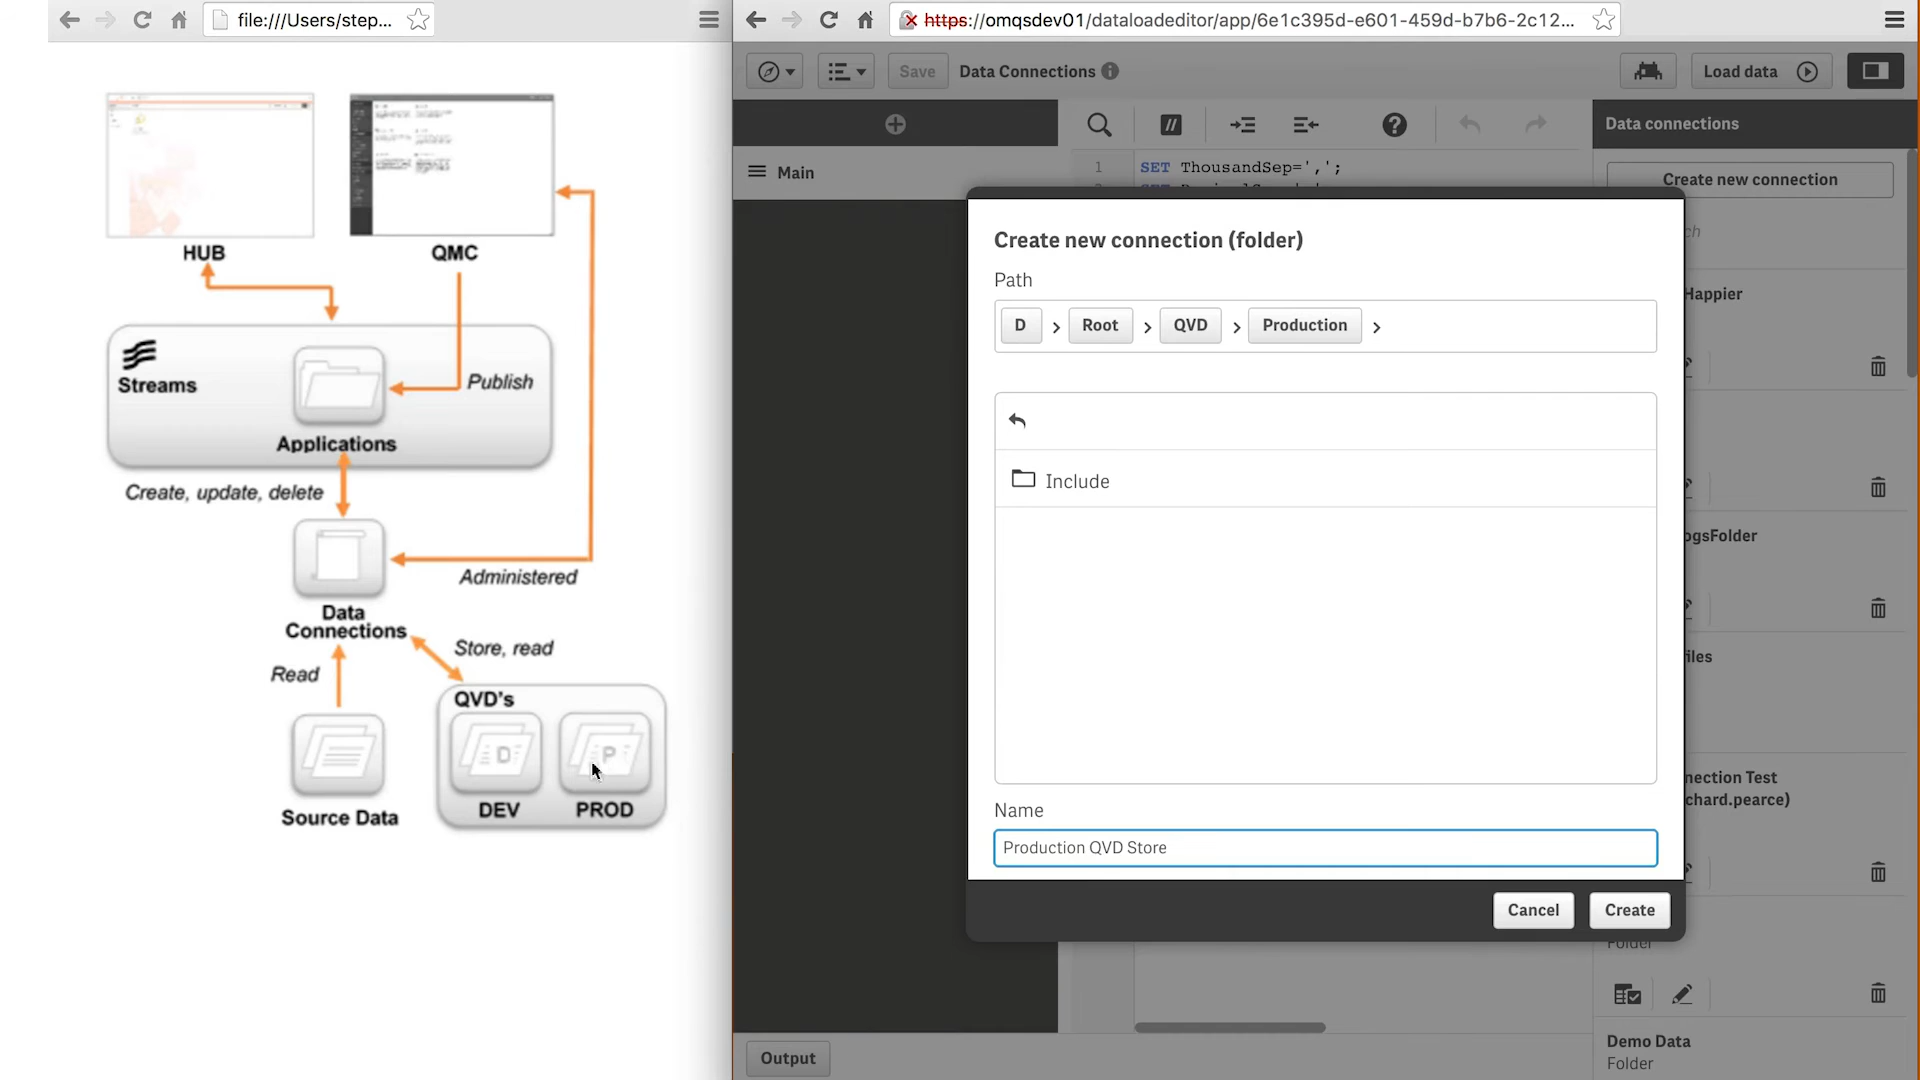 file:///Users/step...
HUB
QMC
Streams
Publish
Applications
Create, update, delete
Administered
Data
Connections
Store, read
Read
QVD's
D
P
DEV
PROD
Source Data
https://omqsdev01/dataloadeditor/app/6e1c395d-e601-459d-b7b6-2c12...
Save
Data Connections
Load data
Data connections
Main
1
SET ThousandSep=',';
Create new connection
Create new connection (folder)
Path
D
Root
QVD
Production
Include
Name
Production QVD Store
Cancel
Create
Happier
ogsFolder
files
nection Test
chard.pearce)
Folder
Demo Data
Folder
Output